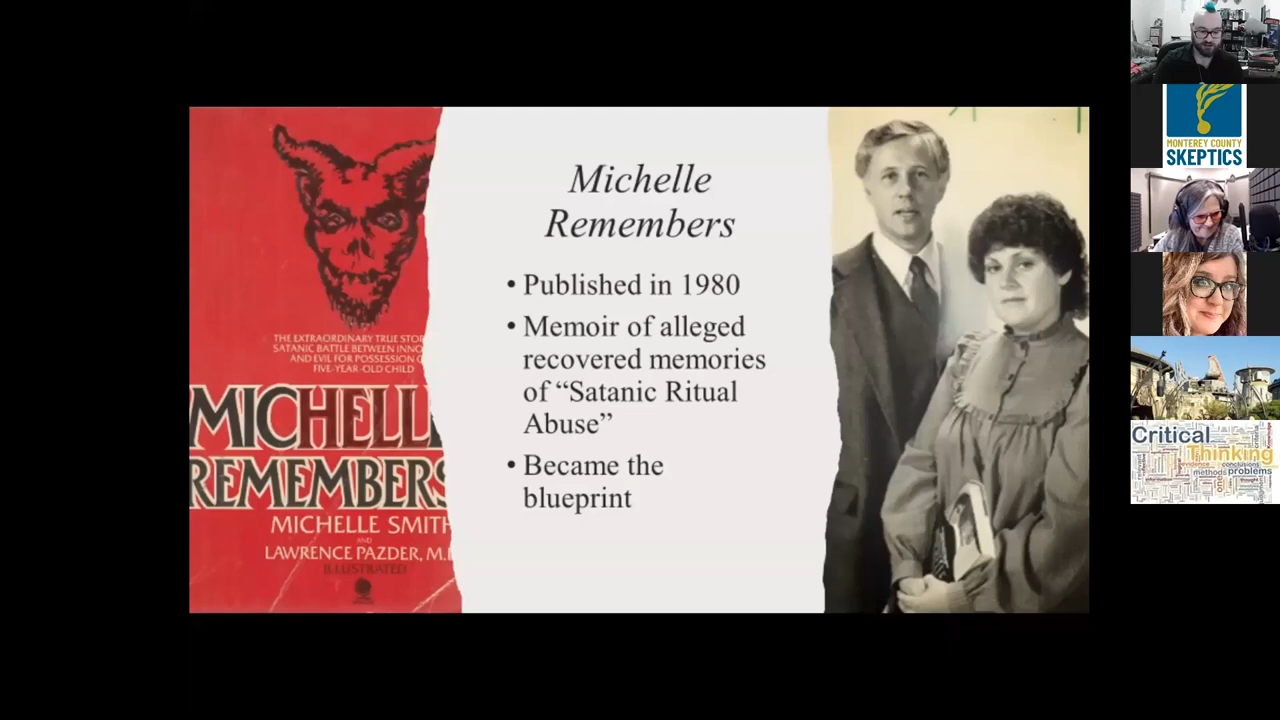 THE EXTRAORDINARY TRUE STOR
SATANIC BATTLE BETWEEN INNO
AND EVIL FOR POSSESSION O
FIVE-YEAR-OLD CHILD
MICHELL
REMEMBERS
MICHELLE SMITH
AND
LAWRENCE PAZDER, M.
ILLUSTRATED
Michelle
Remembers
• Published in 1980
• Memoir of alleged
recovered memories
of “Satanic Ritual
Abuse”
• Became the
blueprint
MONTEREY COUNTY
SKEPTICS
Critical
Thinking
evidence
conclusions
methods problems